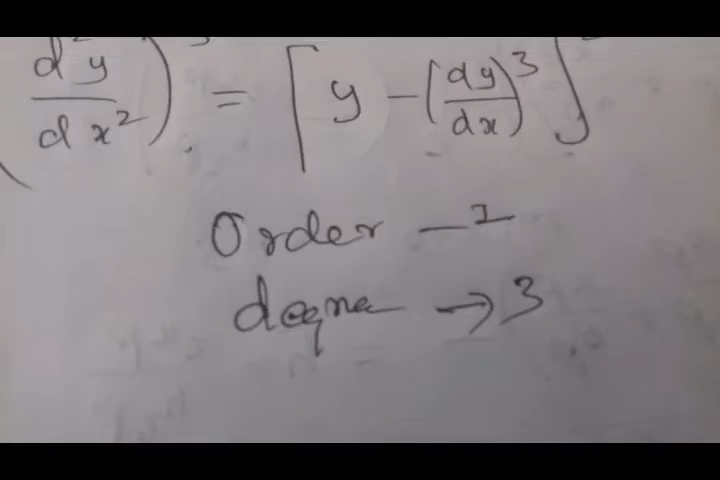 (d²y/dx²) = [y - (dy/dx)³]
Order - 1
degree → 3